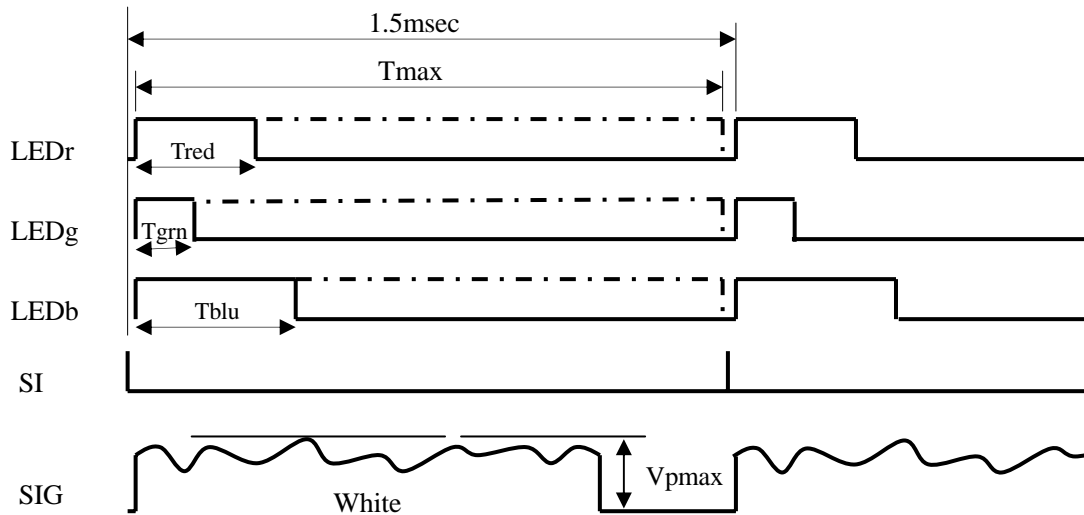 1.5msec
Tmax
LEDr
Tred
LEDg
Tgrn
LEDb
Tblu
SI
SIG
White
Vpmax